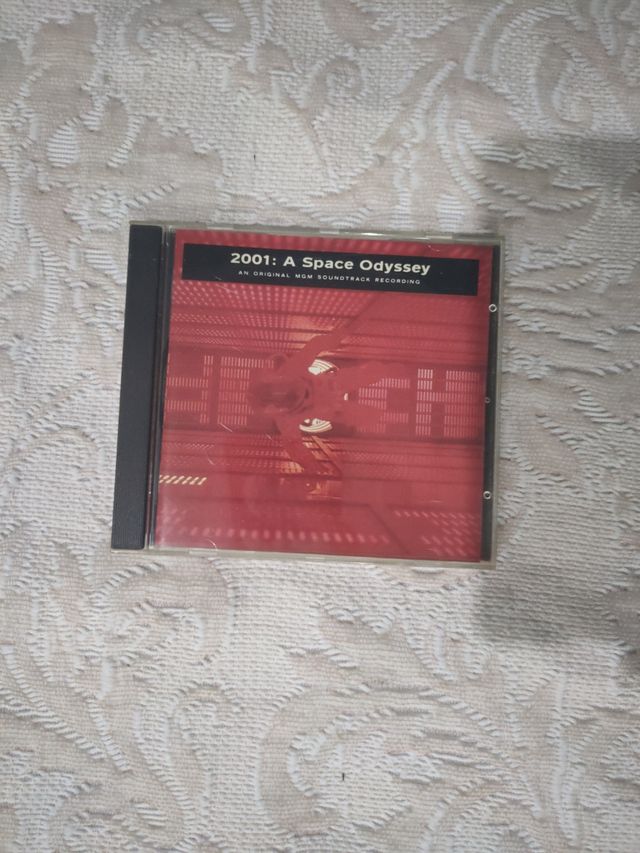 2001: A Space Odyssey
AN ORIGINAL MGM SOUNDTRACK RECORDING